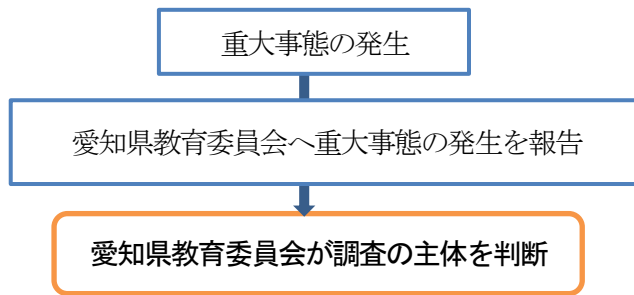 重大事態の発生
愛知県教育委員会へ重大事態の発生を報告
愛知県教育委員会が調査の主体を判断